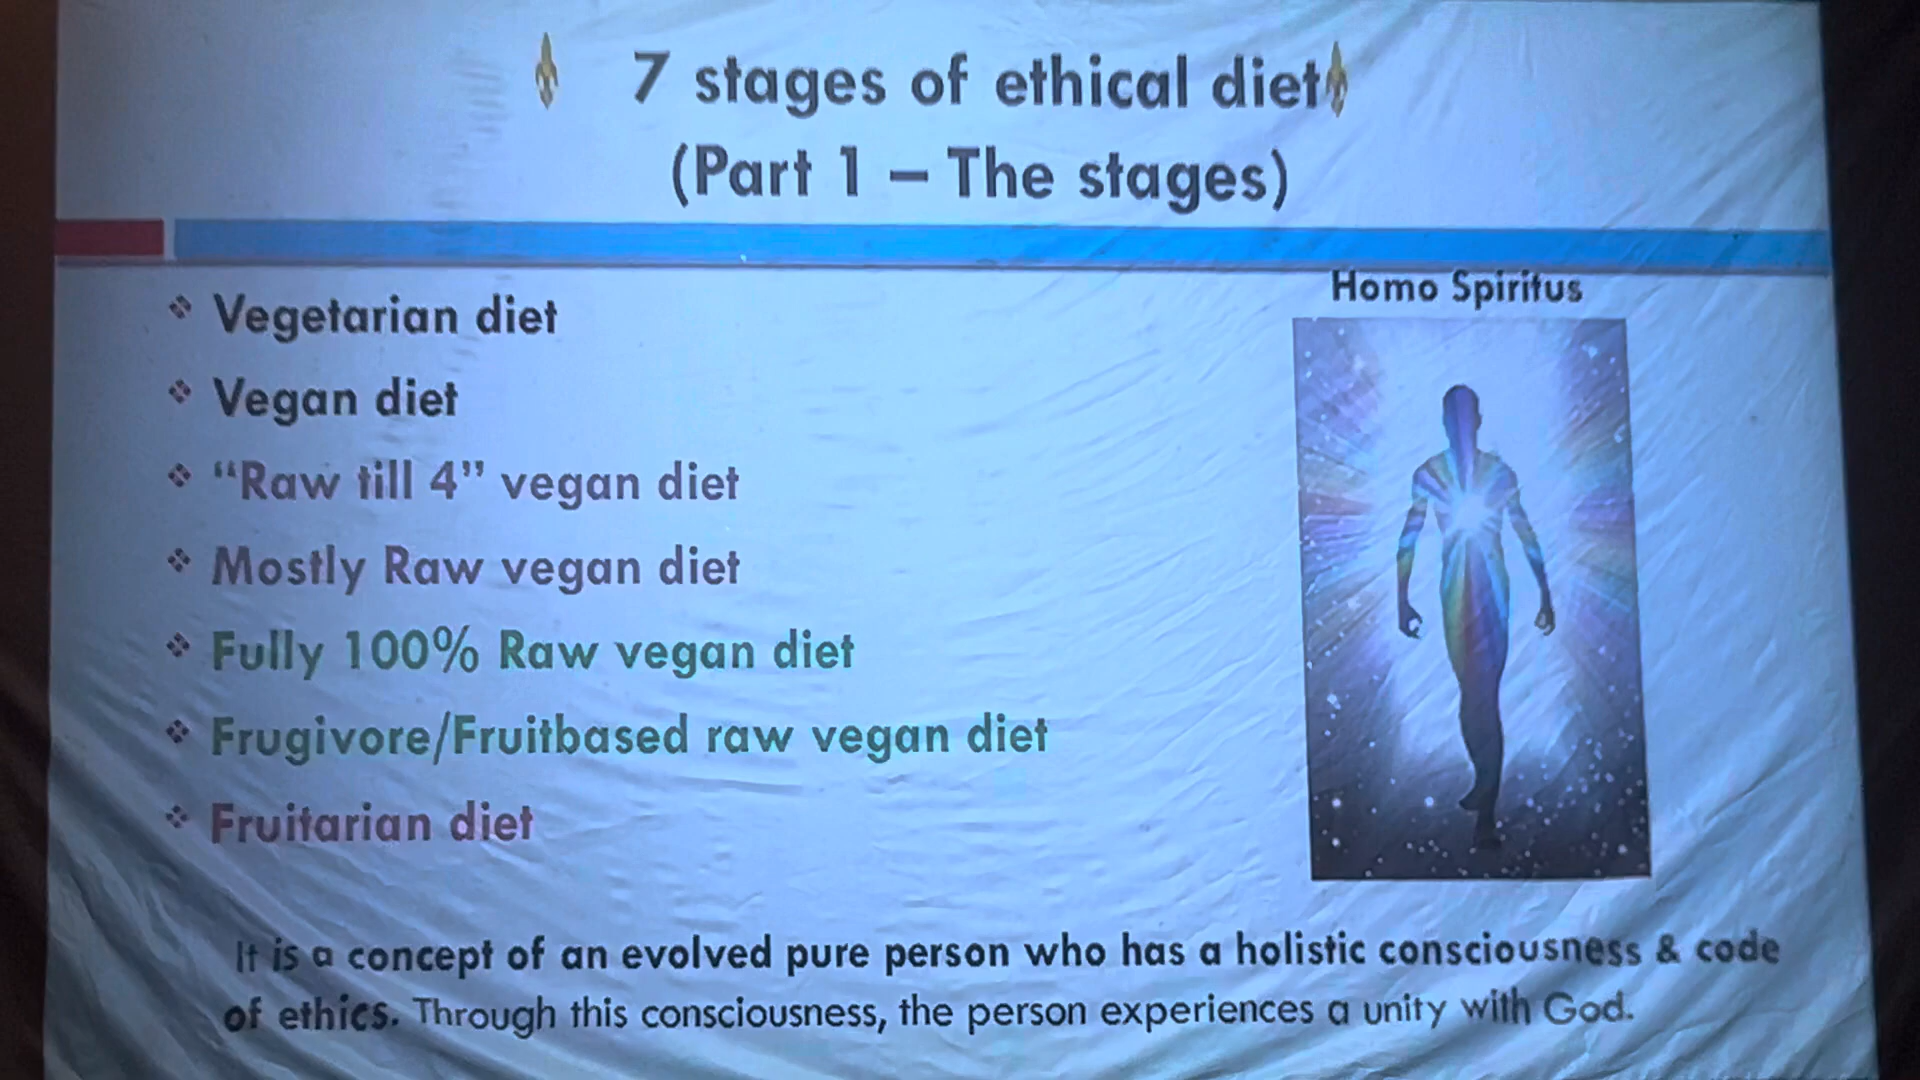 7 stages of ethical diet
(Part 1 – The stages)
Homo Spiritus
Vegetarian diet
Vegan diet
“Raw till 4” vegan diet
Mostly Raw vegan diet
Fully 100% Raw vegan diet
Frugivore/Fruitbased raw vegan diet
Fruitarian diet
It is a concept of an evolved pure person who has a holistic consciousness & code
of ethics. Through this consciousness, the person experiences a unity with God.